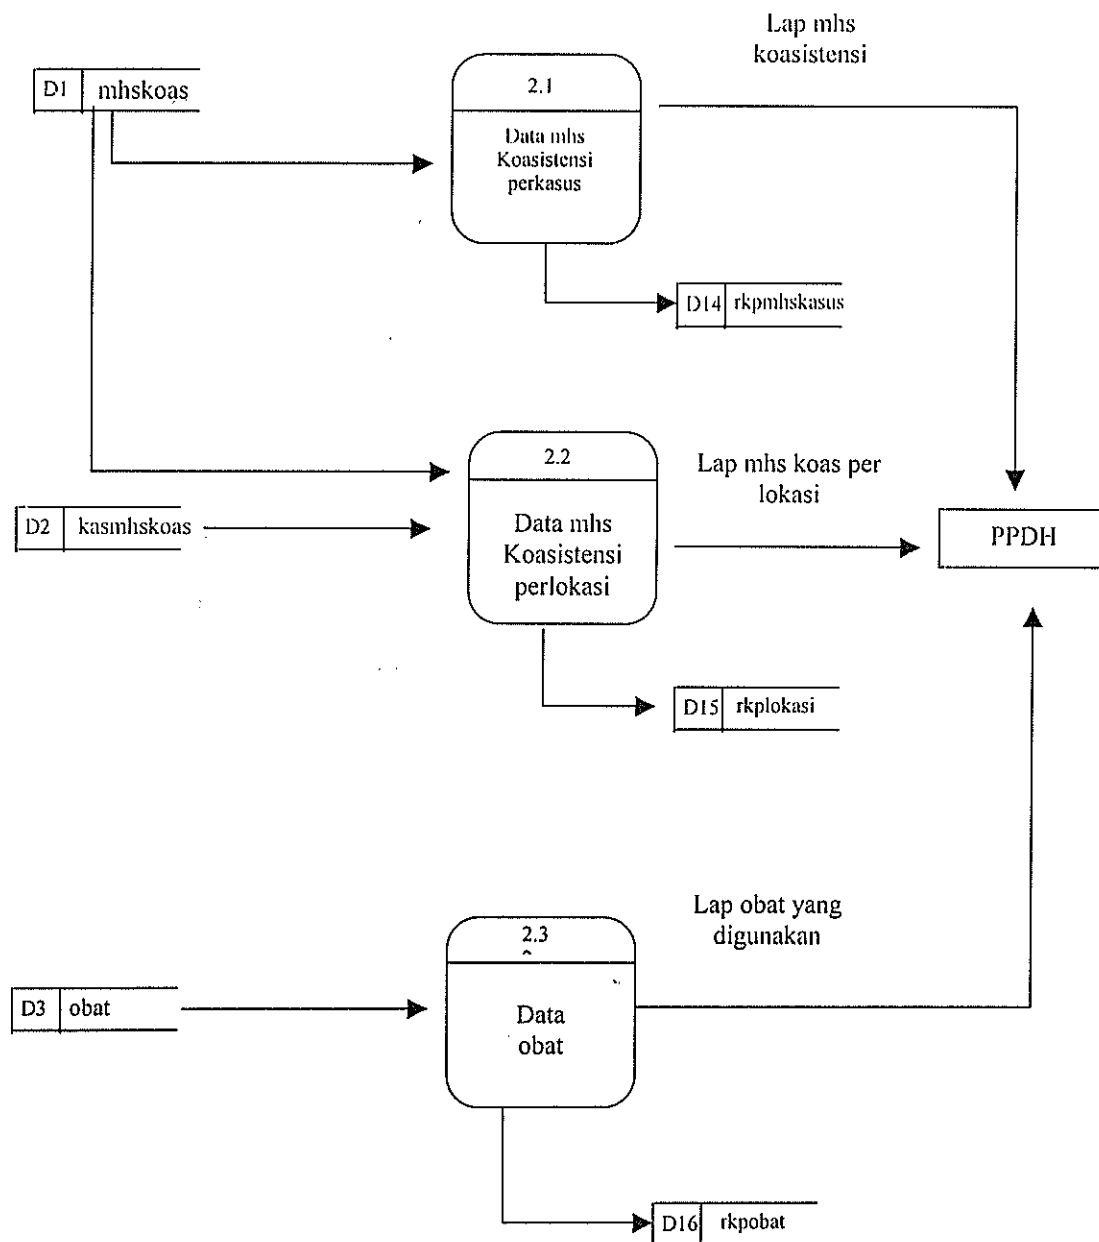 Lap mhs
koasistensi
D1 mhskoas
2.1
Data mhs
Koasistensi
perkasus
D14 rkpmhskasus
2.2
Lap mhs koas per
lokasi
D2 kasmhskoas
Data mhs
Koasistensi
perlokasi
PPDH
D15 rkplokasi
2.3
Lap obat yang
digunakan
D3 obat
Data
obat
D16 rkpobat